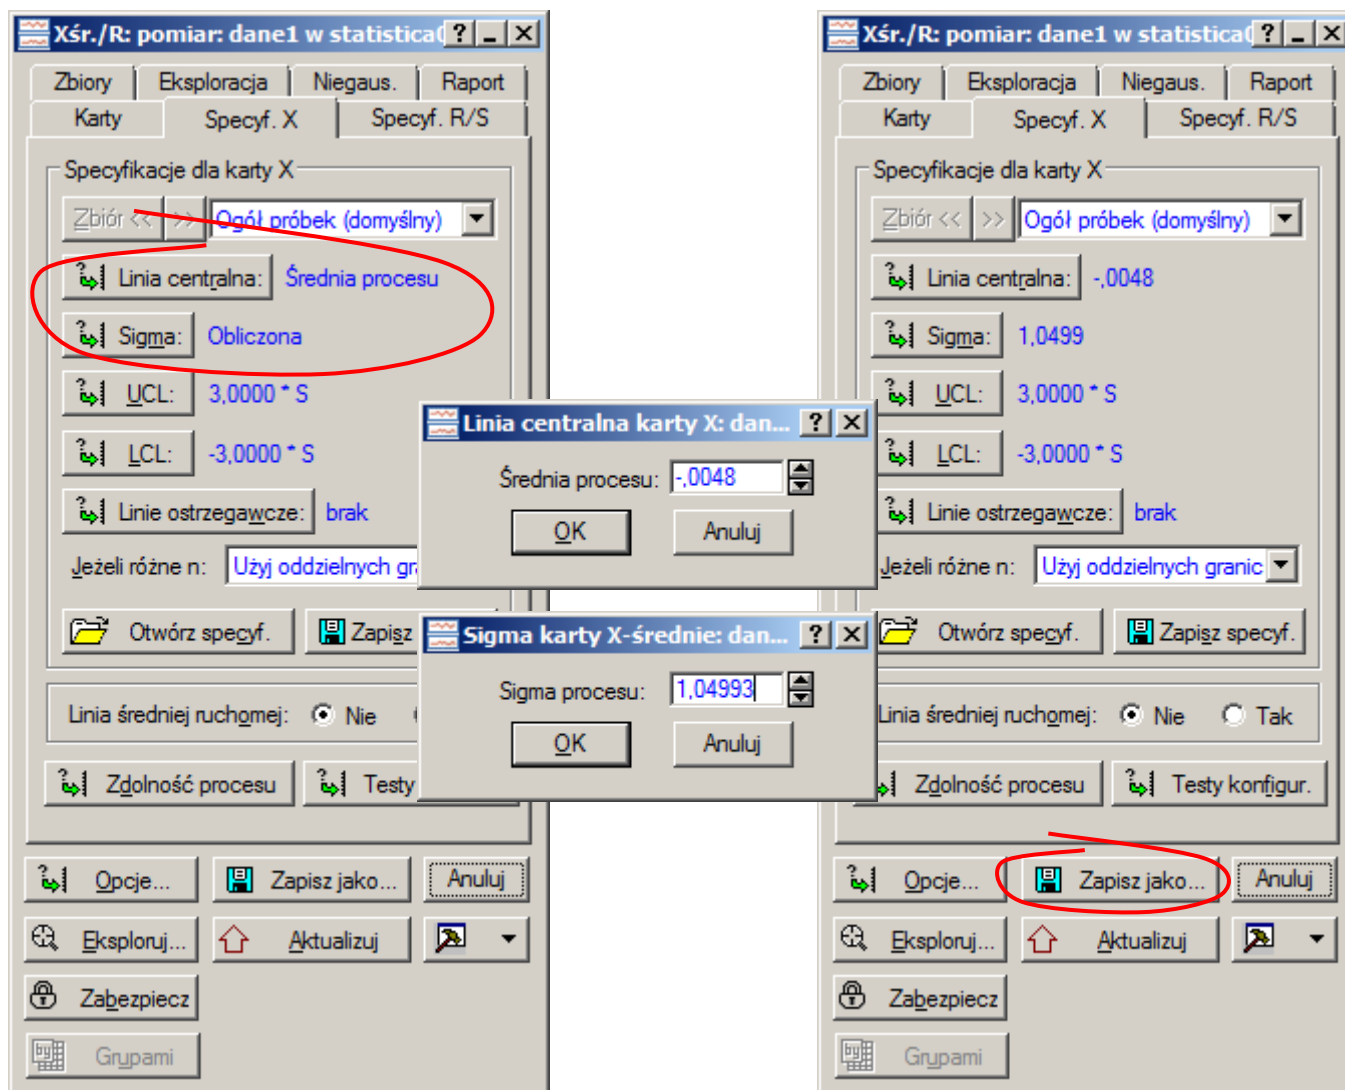 Xśr./R: pomiar: dane1 w statistica
Zbiory Eksploracja Niegaus. Raport
Karty Specyf. X Specyf. R/S
Specyfikacje dla karty X
Zbiór << >> Ogół próbek (domyślny)
Linia centralna: Średnia procesu
Sigma: Obliczona
UCL: 3,0000 * S
LCL: -3,0000 * S
Linie ostrzegawcze: brak
Jeżeli różne n: Użyj oddzielnych
Otwórz specyf. Zapisz
Linia średniej ruchomej: Nie
Zdolność procesu Testy
Opcje... Zapisz jako... Anuluj
Eksploruj... Aktualizuj
Zabezpiecz
by Grupami
Linia centralna karty X: dan...
Średnia procesu: -,0048
OK Anuluj
Sigma karty X-średnie: dan...
Sigma procesu: 1,04993
OK Anuluj
Xśr./R: pomiar: dane1 w statistica
Zbiory Eksploracja Niegaus. Raport
Karty Specyf. X Specyf. R/S
Specyfikacje dla karty X
Zbiór << >> Ogół próbek (domyślny)
Linia centralna: -,0048
Sigma: 1,0499
UCL: 3,0000 * S
LCL: -3,0000 * S
Linie ostrzegawcze: brak
Jeżeli różne n: Użyj oddzielnych granic
Otwórz specyf. Zapisz specyf.
Linia średniej ruchomej: Nie Tak
Zdolność procesu Testy konfigur.
Opcje... Zapisz jako... Anuluj
Eksploruj... Aktualizuj
Zabezpiecz
by Grupami